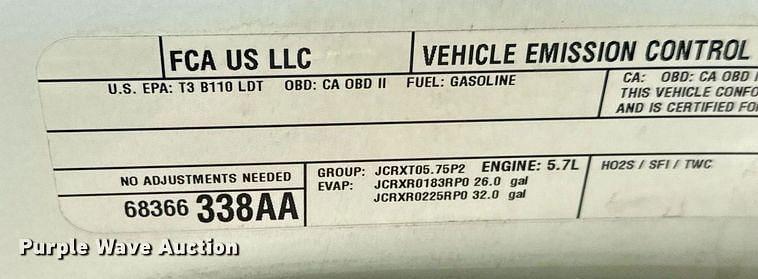 FCA US LLC
VEHICLE EMISSION CONTROL
U.S. EPA: T3 B110 LDT OBD: CA OBD II FUEL: GASOLINE
CA: OBD: CA OBD
THIS VEHICLE
AND IS CERTIFIED
NO ADJUSTMENTS NEEDED
68366 338AA
GROUP: JCRXT05.75P2 ENGINE: 5.7L
EVAP: JCRXR0183RP0 26.0 gal
JCRXR0225RP0 32.0 gal
HO2S / SFI / TWC
Purple Wave Auction